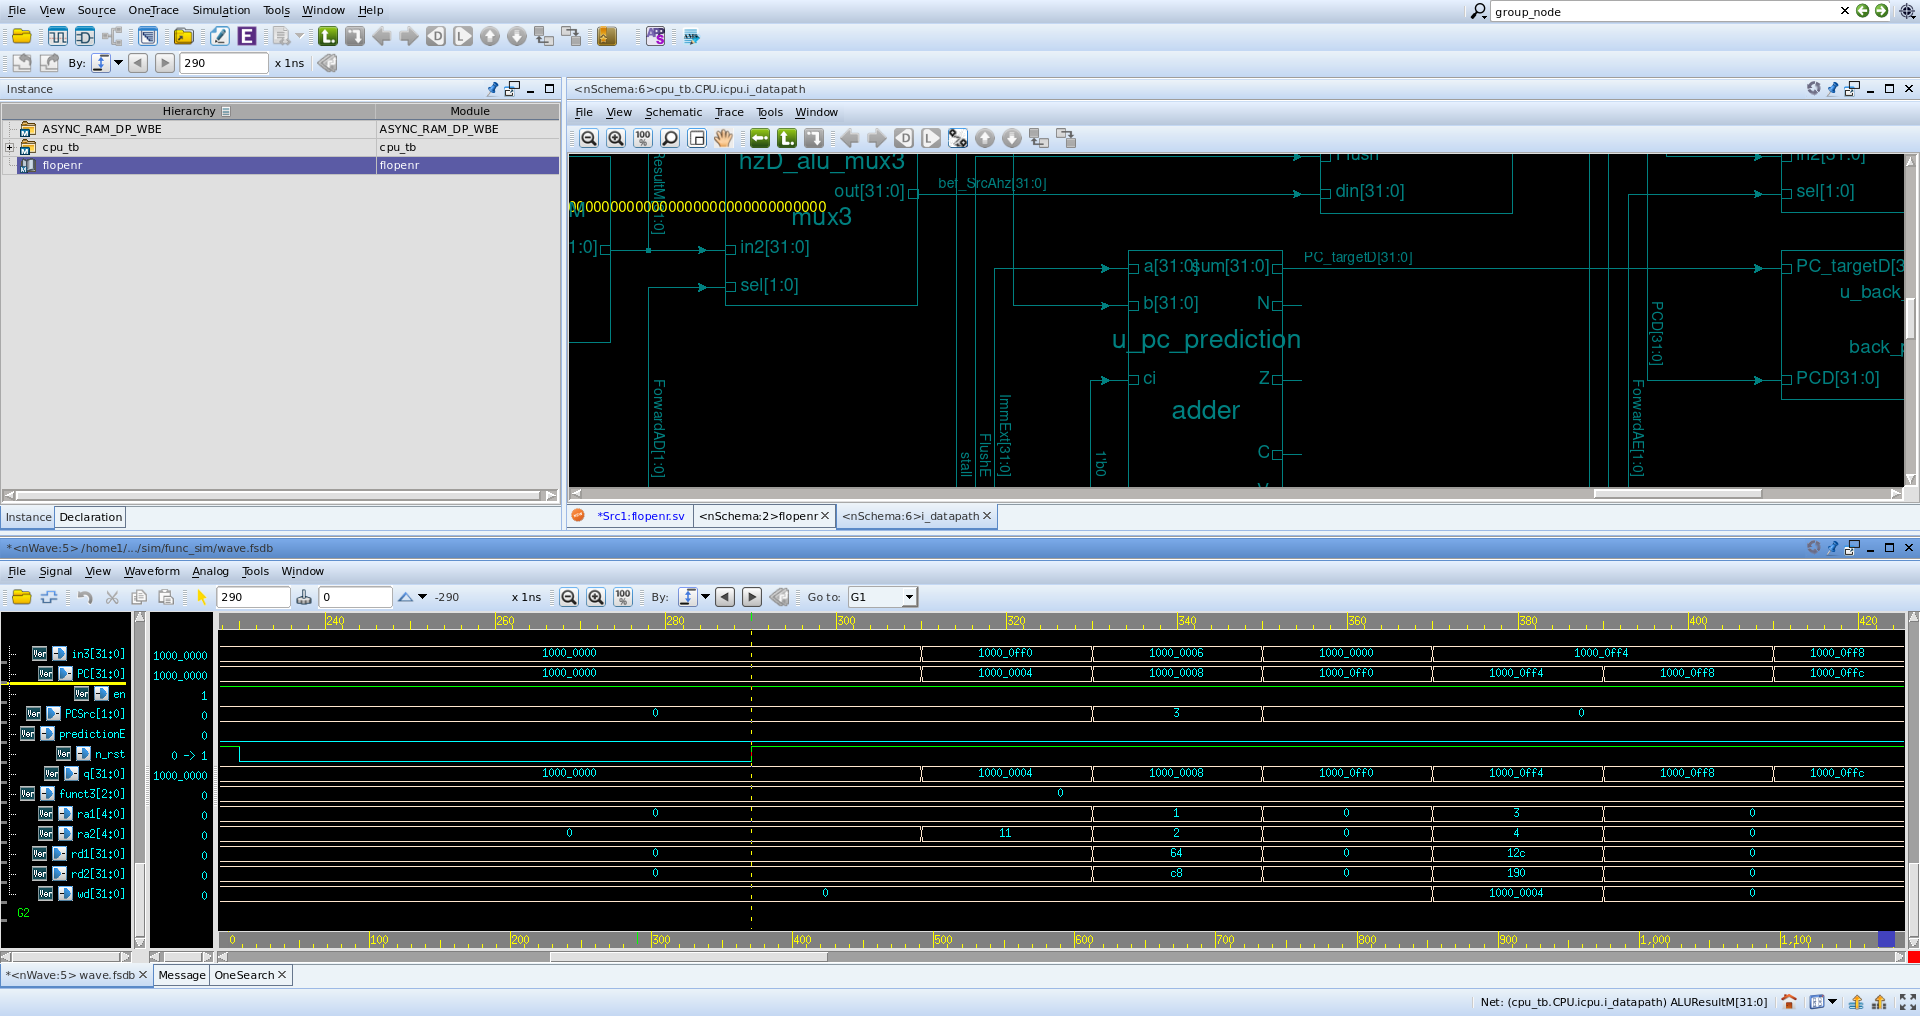 File View Source OneTrace Simulation Tools Window Help
group_node
By: 290 x 1ns
Instance
Hierarchy Module
ASYNC_RAM_DP_WBE ASYNC_RAM_DP_WBE
cpu_tb cpu_tb
flopenr flopenr
Instance Declaration
<nSchema:6>cpu_tb.CPU.icpu.i_datapath
File View Schematic Trace Tools Window
100%
hzD_alu_mux3
out[31:0]
bef_SrcAhz[31:0]
mux3
1:0]
in2[31:0]
sel[1:0]
ForwardAD[1:0]
Flush
din[31:0]
in2[31:0]
sel[1:0]
a[31:0] sum[31:0]
PC_targetD[31:0]
b[31:0] N
u_pc_prediction
ci Z
adder
C
stall
FlushE
ImmExt[31:0]
1'b0
PC_targetD[3
u_back_
back_
PCD[31:0]
PCD[31:0]
ForwardAE[1:0]
*Src1:flopenr.sv <nSchema:2>flopenr <nSchema:6>i_datapath
*<nWave:5> /home1/.../sim/func_sim/wave.fsdb
File Signal View Waveform Analog Tools Window
290 0 -290 x 1ns 100% By: Go to: G1
240 260 280 300 320 340 360 380 400 420
in3[31:0] 1000_0000 1000_0000 1000_0ff0 1000_0006 1000_0000 1000_0ff4 1000_0ff8
PC[31:0] 1000_0000 1000_0000 1000_0004 1000_0008 1000_0ff0 1000_0ff4 1000_0ff8 1000_0ffc
en 1
PCSrc[1:0] 0 0 3 0
predictionE 0
n_rst 0 -> 1
q[31:0] 1000_0000 1000_0000 1000_0004 1000_0008 1000_0ff0 1000_0ff4 1000_0ff8 1000_0ffc
funct3[2:0] 0 0
ra1[4:0] 0 0 1 0 3 0
ra2[4:0] 0 0 11 2 0 4 0
rd1[31:0] 0 0 64 0 12c 0
rd2[31:0] 0 0 c8 0 190 0
wd[31:0] 0 0 1000_0004 0
G2
0 100 200 300 400 500 600 700 800 900 1,000 1,100
*<nWave:5> wave.fsdb Message OneSearch
Net: (cpu_tb.CPU.icpu.i_datapath) ALUResultM[31:0]